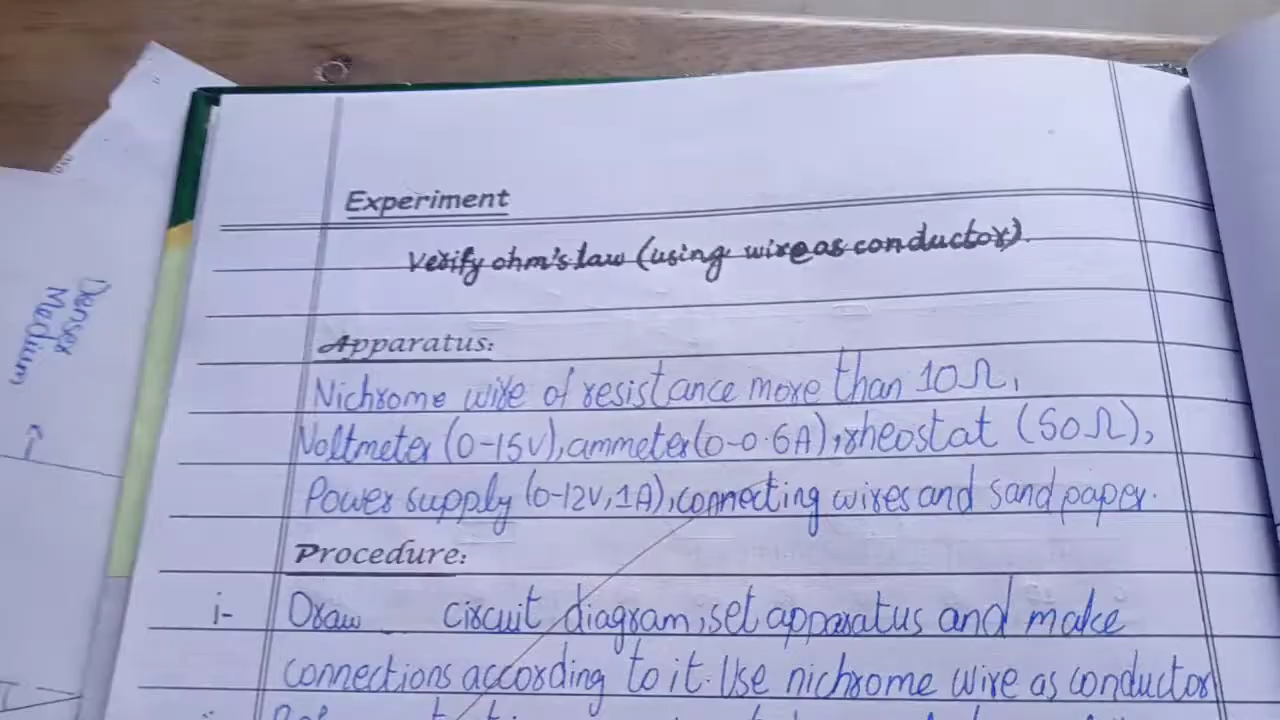 Experiment
Verify ohm's law (using wire as conductor).
Apparatus:
Nichrome wire of resistance more than 10Ω,
Voltmeter (0-15V), ammeter (0-0.6A), rheostat (50Ω),
Power supply (0-12V, 1A), connecting wires and sand paper.
Procedure:
i- Draw circuit diagram, set apparatus and make
connections according to it. Use nichrome wire as conductor
Denser
Medium